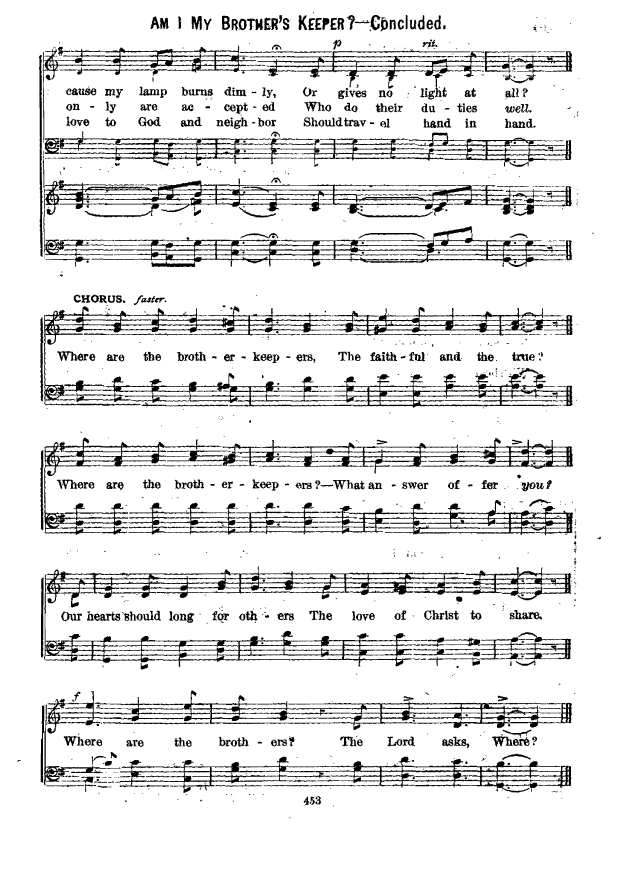 AM I MY BROTHER'S KEEPER?—Concluded.
p rit.
cause my lamp burns dim - ly, Or gives no light at all?
on - ly are ac - cept - ed Who do their du - ties well.
love to God and neigh - bor Should trav - el hand in hand.
CHORUS. faster.
Where are the broth - er - keep - ers, The faith - ful and the true?
Where are the broth - er - keep - ers?—What an - swer of - fer you?
Our hearts should long for oth - ers The love of Christ to share.
f
Where are the broth - ers? The Lord asks, Where?
453